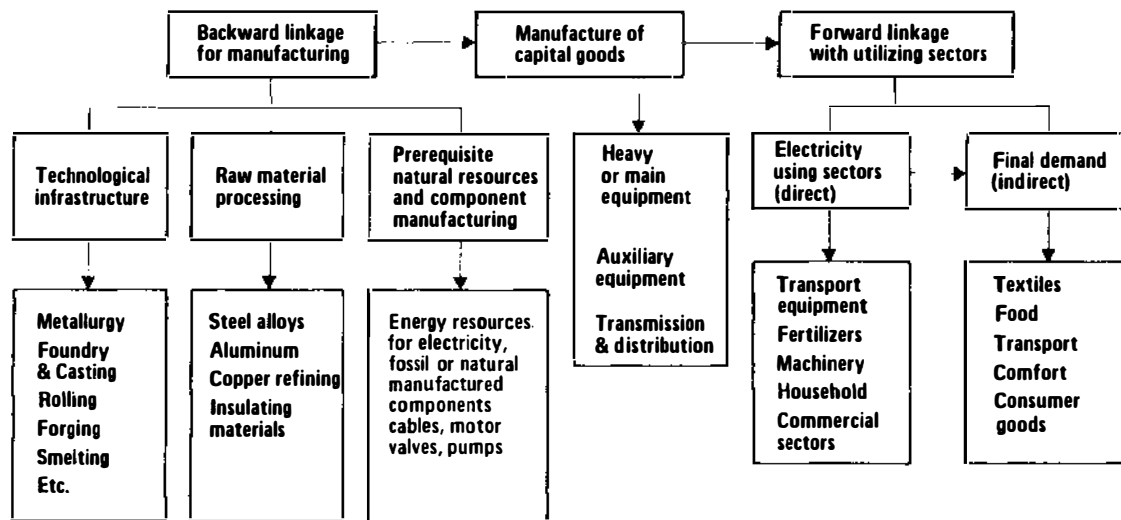 Backward linkage
for manufacturing
Manufacture of
capital goods
Forward linkage
with utilizing sectors
Technological
infrastructure
Raw material
processing
Prerequisite
natural resources
and component
manufacturing
Heavy
or main
equipment
Auxiliary
equipment
Transmission
& distribution
Electricity
using sectors
(direct)
Final demand
(indirect)
Metallurgy
Foundry
& Casting
Rolling
Forging
Smelting
Etc.
Steel alloys
Aluminum
Copper refining
Insulating
materials
Energy resources
for electricity,
fossil or natural
manufactured
components
cables, motor
valves, pumps
Transport
equipment
Fertilizers
Machinery
Household
Commercial
sectors
Textiles
Food
Transport
Comfort
Consumer
goods